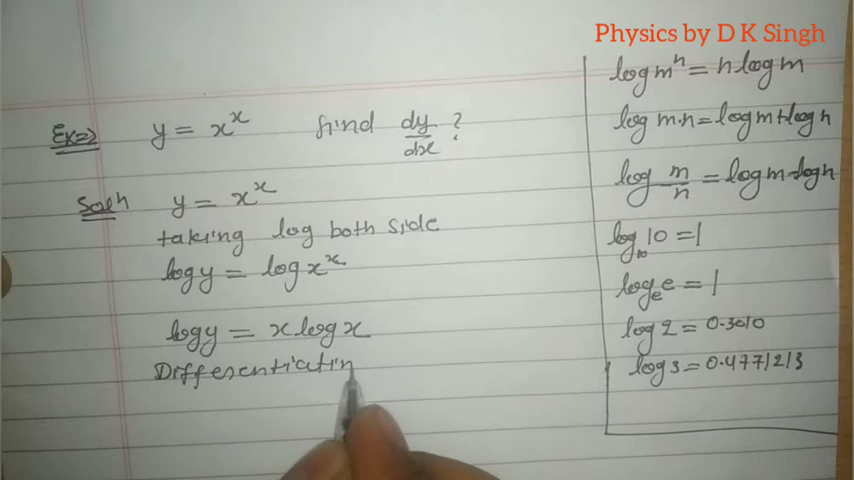 Physics by D K Singh
Ex=> y = x^x find dy/dx ?
Soln y = x^x
taking log both side
log y = log x^x
log y = x log x
Differentiatin
log m^n = n log m
log m·n = log m + log n
log m/n = log m - log n
log₁₀ 10 = 1
logₑ e = 1
log 2 = 0.3010
log 3 = 0.4771213